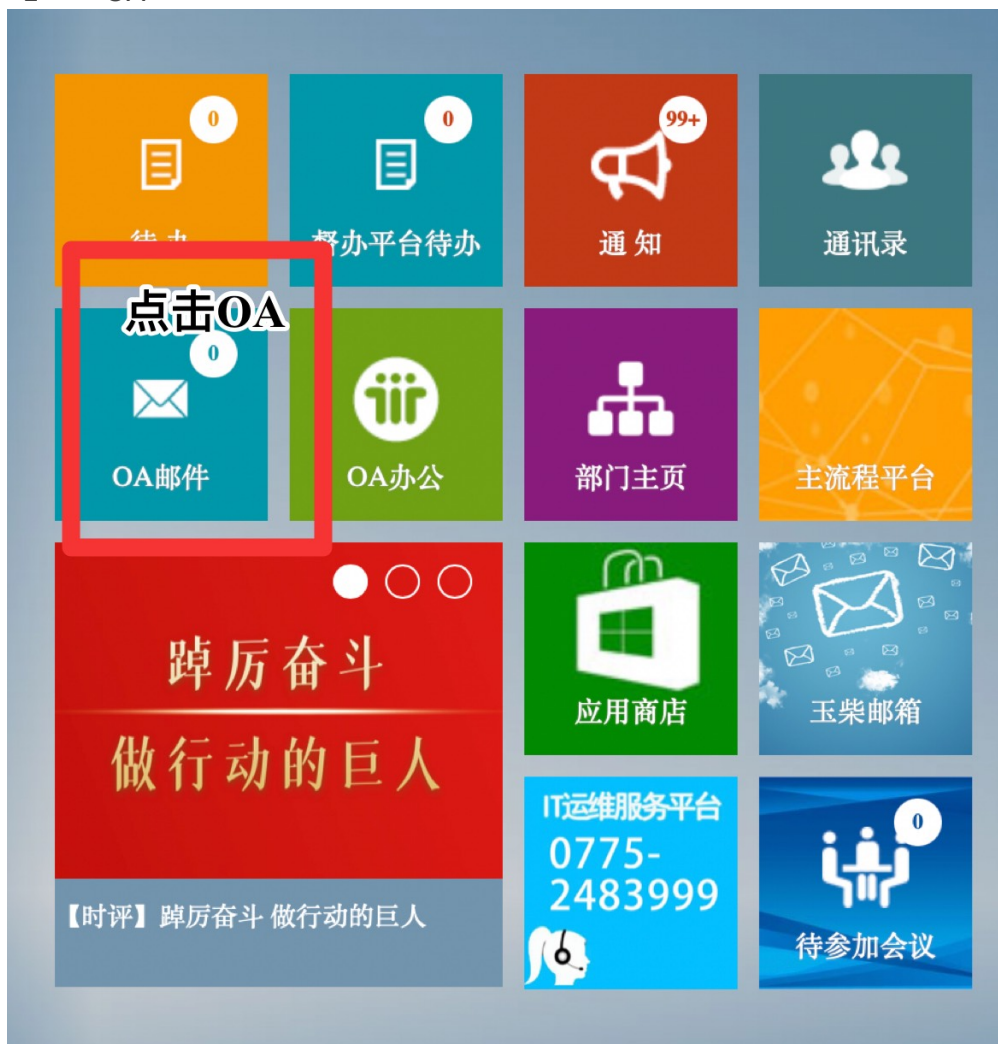 0
0
99+
待办
督办平台待办
通知
通讯录
点击OA
0
OA邮件
OA办公
部门主页
主流程平台
踔厉奋斗
做行动的巨人
【时评】踔厉奋斗 做行动的巨人
应用商店
玉柴邮箱
IT运维服务平台
0775-
2483999
0
待参加会议